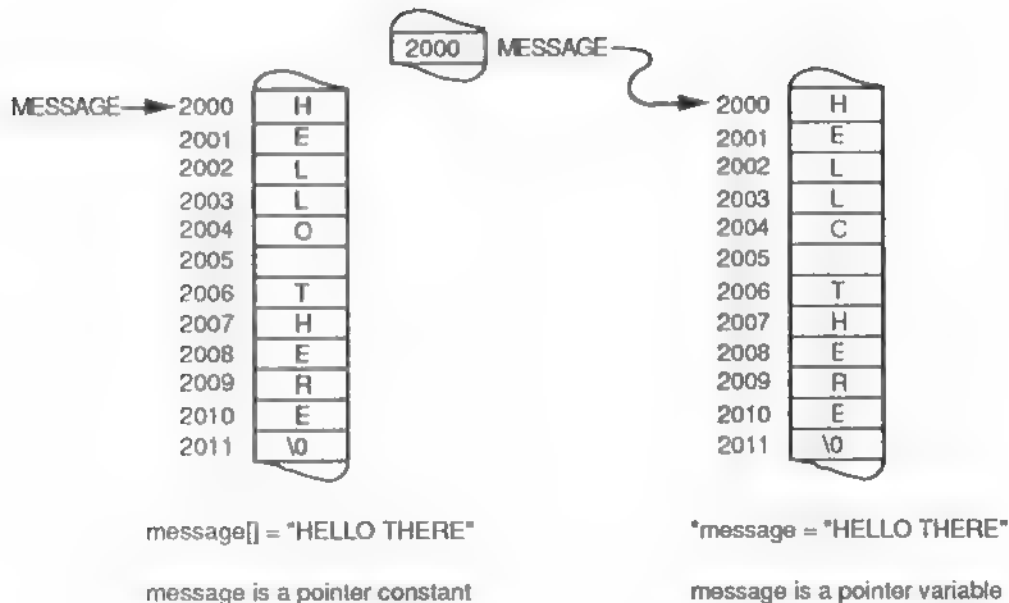 2000 MESSAGE
MESSAGE 2000 H 2000 H
2001 E 2001 E
2002 L 2002 L
2003 L 2003 L
2004 O 2004 C
2005 2005
2006 T 2006 T
2007 H 2007 H
2008 E 2008 E
2009 R 2009 R
2010 E 2010 E
2011 \0 2011 \0
message[] = "HELLO THERE" *message = "HELLO THERE"
message is a pointer constant message is a pointer variable